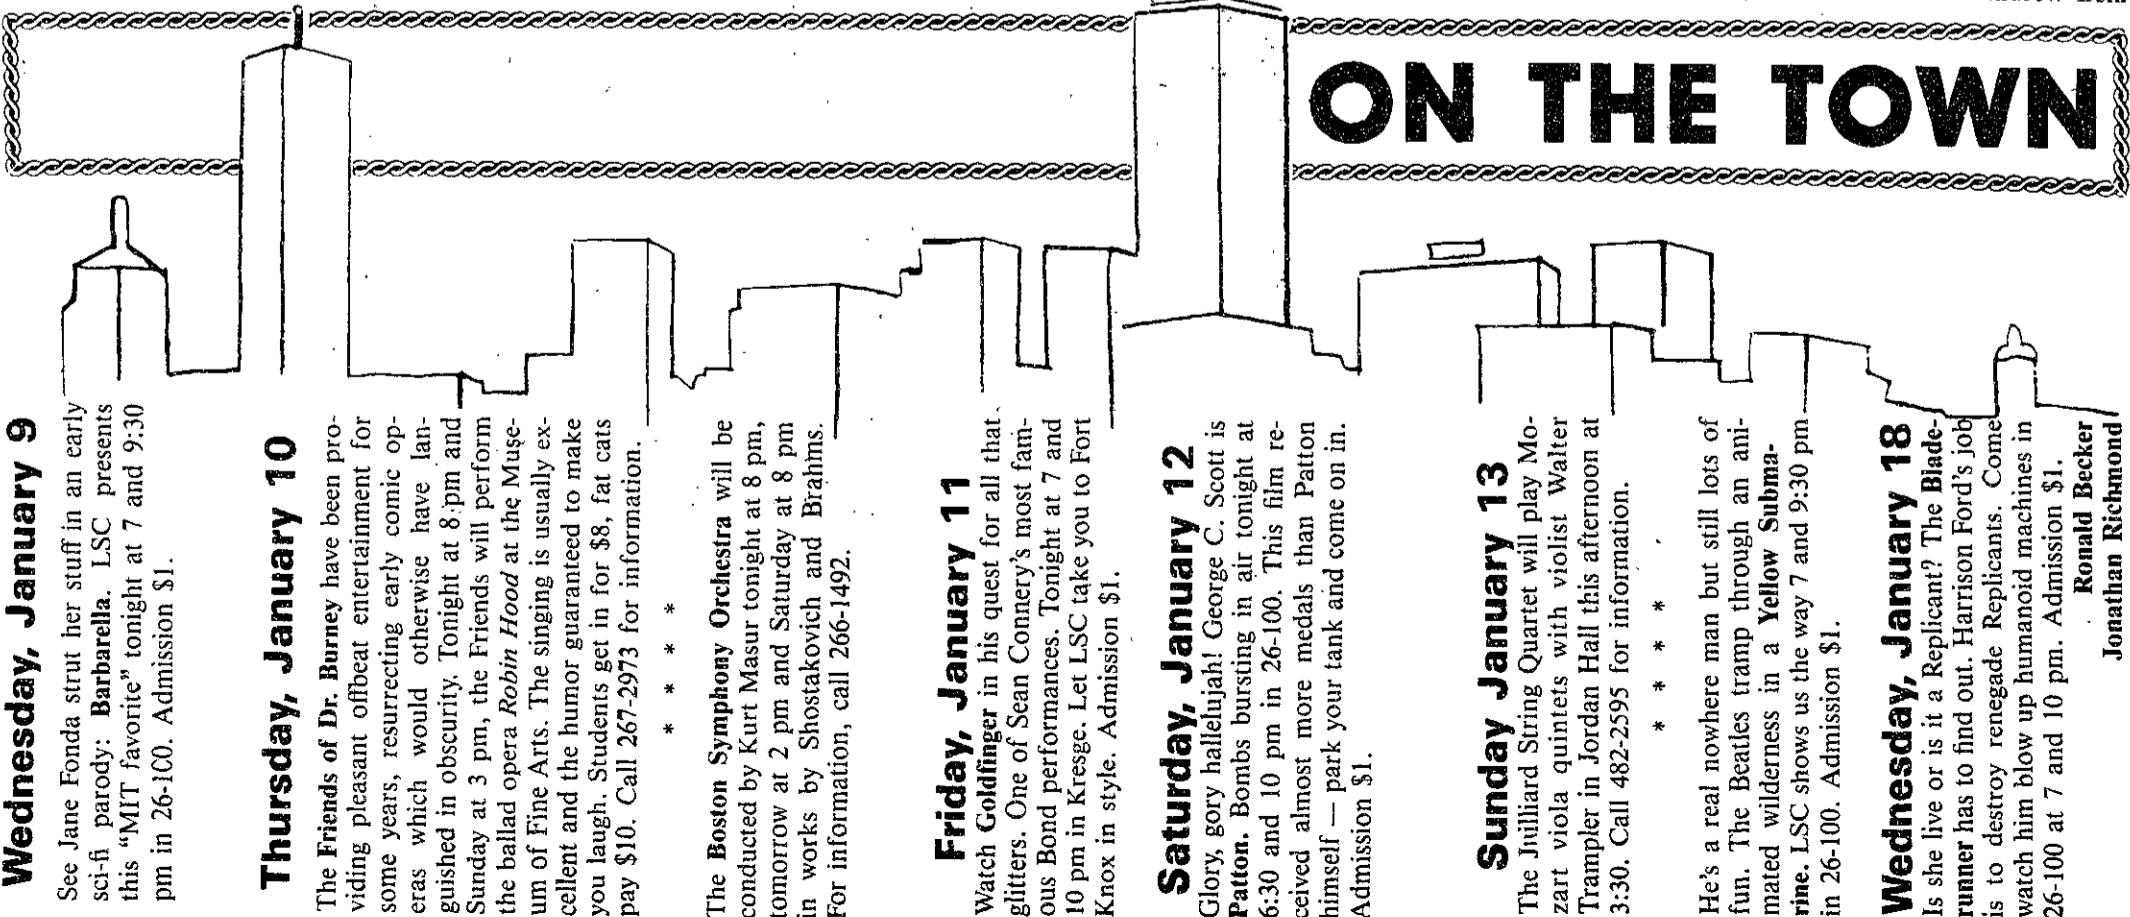 ON THE TOWN
Wednesday, January 9
See Jane Fonda strut her stuff in an early
sci-fi parody: Barbarella. LSC presents
this "MIT favorite" tonight at 7 and 9:30
pm in 26-100. Admission $1.
Thursday, January 10
The Friends of Dr. Burney have been pro-
viding pleasant offbeat entertainment for
some years, resurrecting early comic op-
eras which would otherwise have lan-
guished in obscurity. Tonight at 8 pm and
Sunday at 3 pm, the Friends will perform
the ballad opera Robin Hood at the Muse-
um of Fine Arts. The singing is usually ex-
cellent and the humor guaranteed to make
you laugh. Students get in for $8, fat cats
pay $10. Call 267-2973 for information.
* * * *
The Boston Symphony Orchestra will be
conducted by Kurt Masur tonight at 8 pm,
tomorrow at 2 pm and Saturday at 8 pm
in works by Shostakovich and Brahms.
For information, call 266-1492.
Friday, January 11
Watch Goldfinger in his quest for all that
glitters. One of Sean Connery's most fam-
ous Bond performances. Tonight at 7 and
10 pm in Kresge. Let LSC take you to Fort
Knox in style. Admission $1.
Saturday, January 12
Glory, gory hallelujah! George C. Scott is
Patton. Bombs bursting in air tonight at
6:30 and 10 pm in 26-100. This film re-
ceived almost more medals than Patton
himself — park your tank and come on in.
Admission $1.
Sunday January 13
The Julliard String Quartet will play Mo-
zart viola quintets with violist Walter
Trampler in Jordan Hall this afternoon at
3:30. Call 482-2595 for information.
* * * *
He's a real nowhere man but still lots of
fun. The Beatles tramp through an ani-
mated wilderness in a Yellow Subma-
rine. LSC shows us the way 7 and 9:30 pm
in 26-100. Admission $1.
Wednesday, January 18
Is she live or is it a Replicant? The Blade-
runner has to find out. Harrison Ford's job
is to destroy renegade Replicants. Come
watch him blow up humanoid machines in
26-100 at 7 and 10 pm. Admission $1.
Ronald Becker
Jonathan Richmond